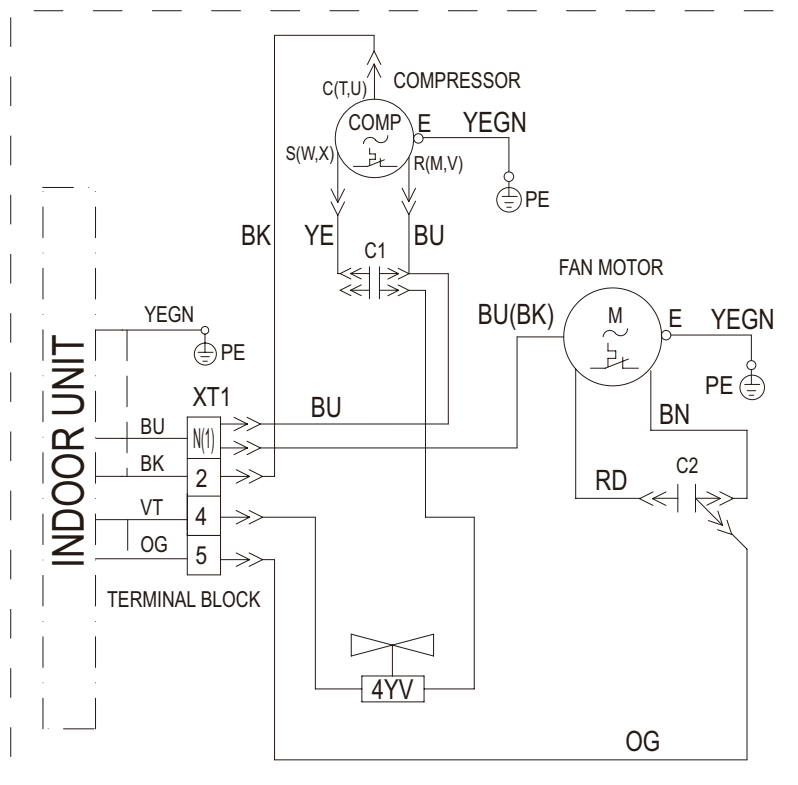 COMPRESSOR
C(T,U)
COMP
E
YEGN
S(W,X)
R(M,V)
PE
BK
YE
BU
C1
FAN MOTOR
BU(BK)
M
E
YEGN
YEGN
PE
PE
XT1
BU
BN
INDOOR UNIT
BU
N(1)
BK
2
RD
C2
VT
4
OG
5
TERMINAL BLOCK
4YV
OG